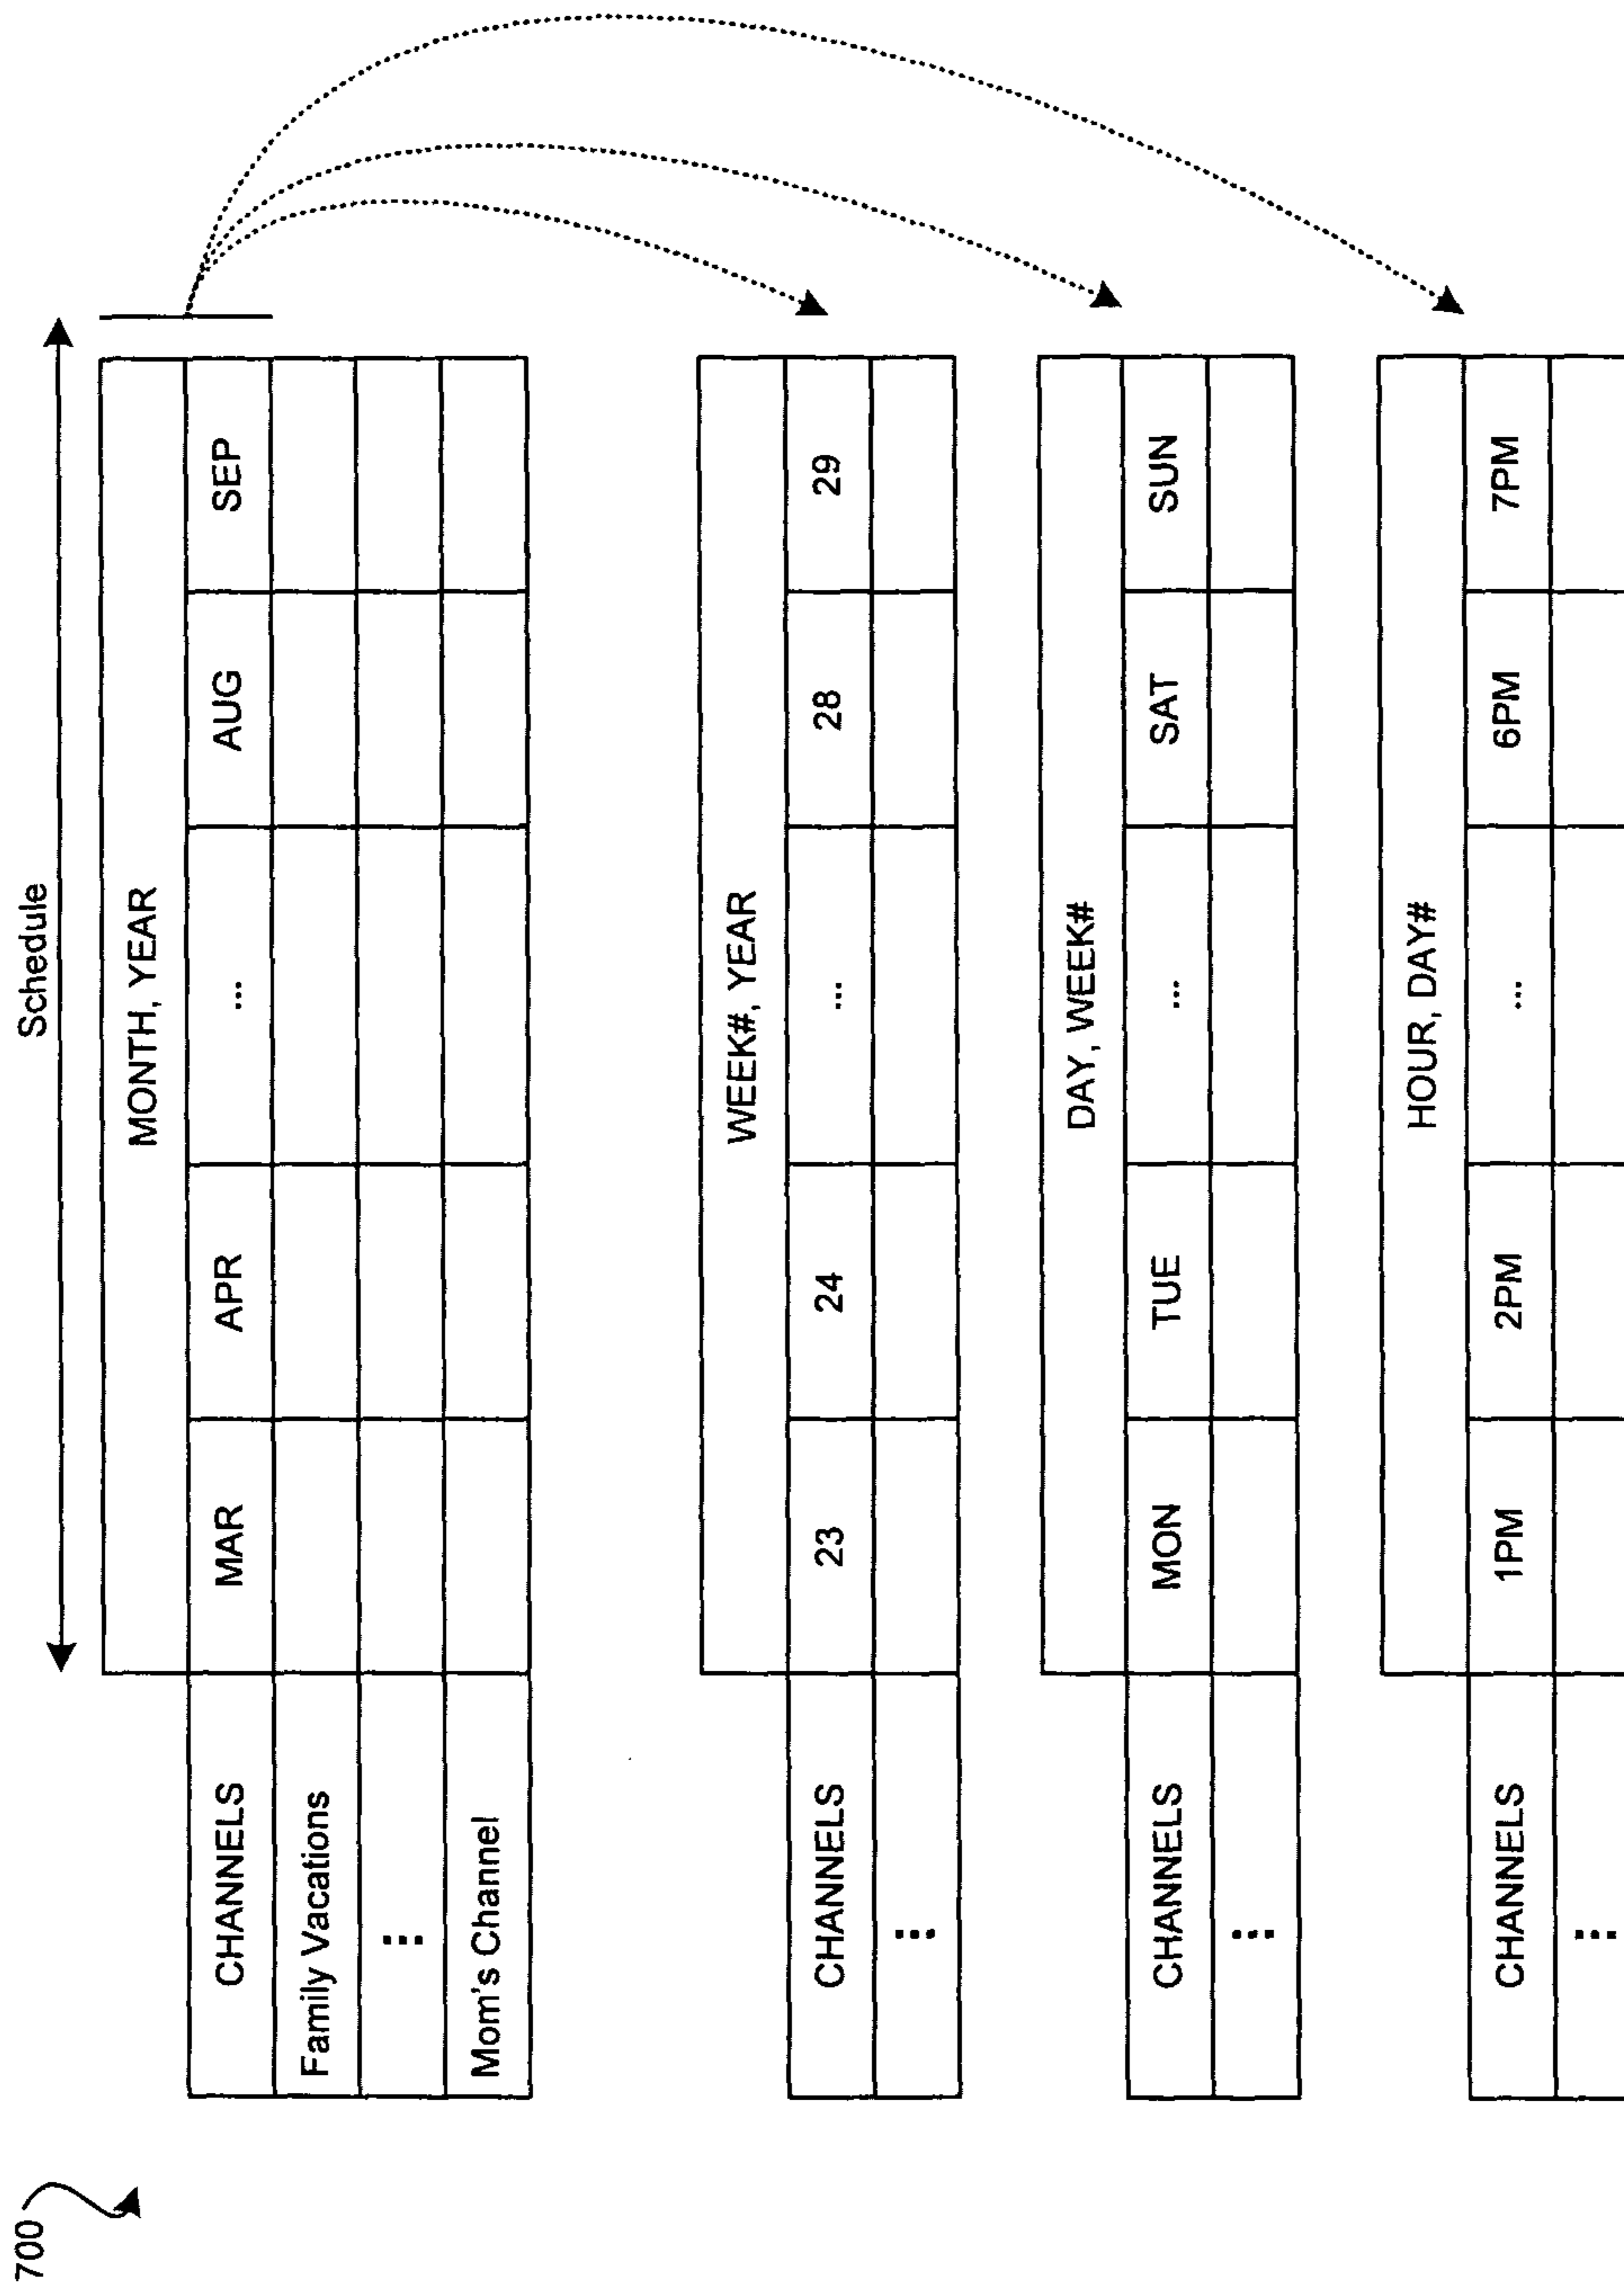 700
Schedule
MONTH, YEAR
CHANNELS MAR APR ... AUG SEP
Family Vacations
...
Mom's Channel
WEEK#, YEAR
CHANNELS 23 24 ... 28 29
...
DAY, WEEK#
CHANNELS MON TUE ... SAT SUN
...
HOUR, DAY#
CHANNELS 1PM 2PM ... 6PM 7PM
...